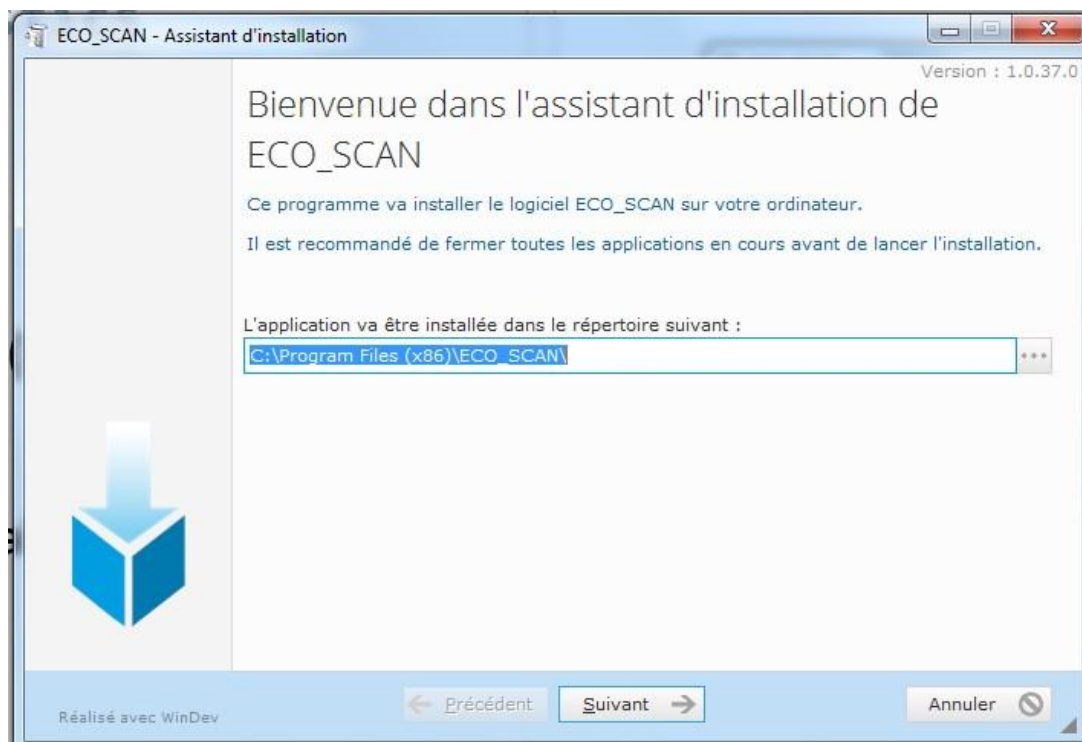 ECO_SCAN - Assistant d'installation
Version : 1.0.37.0
Bienvenue dans l'assistant d'installation de
ECO_SCAN
Ce programme va installer le logiciel ECO_SCAN sur votre ordinateur.
Il est recommandé de fermer toutes les applications en cours avant de lancer l'installation.
L'application va être installée dans le répertoire suivant :
C:\Program Files (x86)\ECO_SCAN\
Réalisé avec WinDev
Précédent
Suivant
Annuler